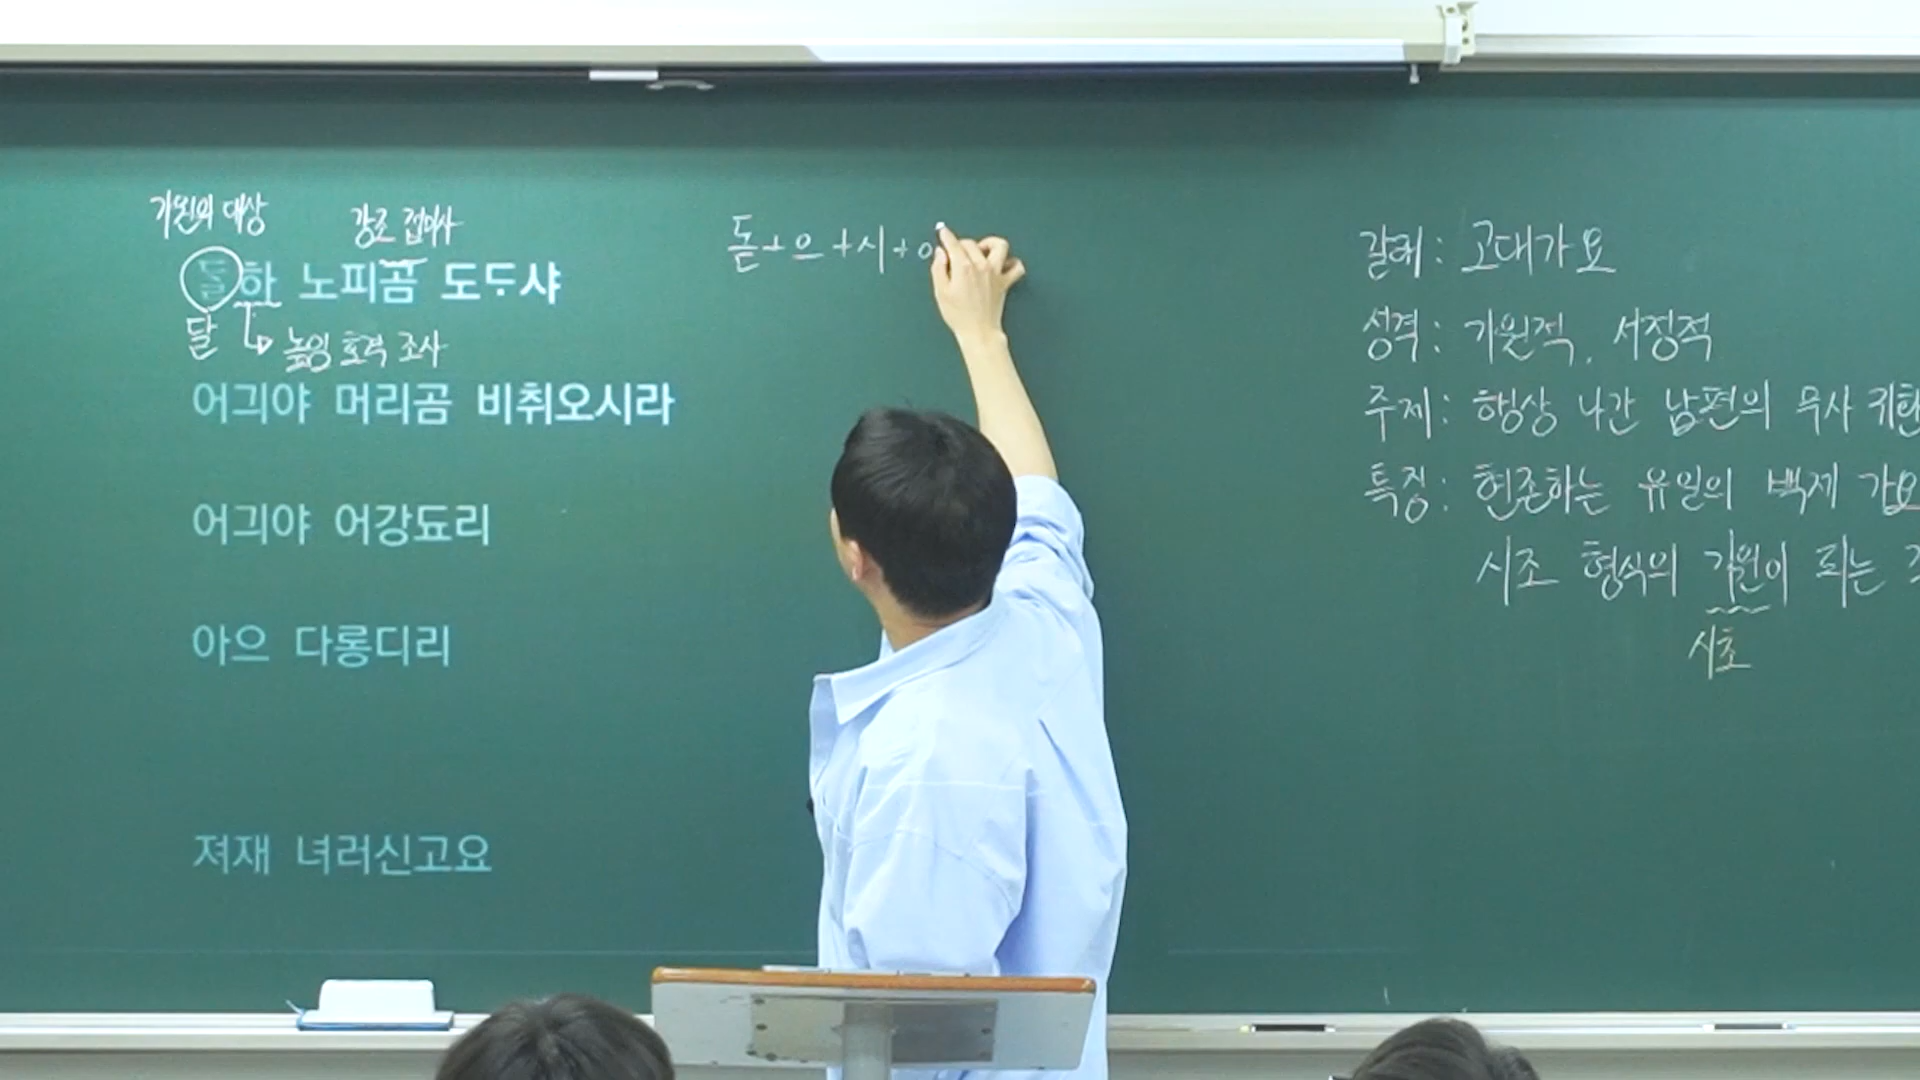 기원의 대상
강조 접미사
돋+으+시+
ᄃᆞᆯ하 노피곰 도ᄃᆞ샤
달
높임 호격 조사
어긔야 머리곰 비취오시라
어긔야 어강됴리
아으 다롱디리
져재 녀러신고요
갈래: 고대가요
성격: 기원적, 서정적
주제: 행상 나간 남편의 무사 귀환
특징: 현존하는 유일의 백제 가요
시조 형식의 기원이 되는
시초